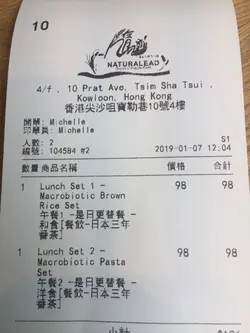 10
NATURALEAD
4/f , 10 Prat Ave, Tsim Sha Tsui ,
Kowloon, Hong Kong
香港尖沙咀寶勒巷10號4樓
開單: Michelle
印單員: Michelle
人數: 2 S1
編號: 104584 #2 2019-01-07 12:04
數量 商品名稱 價格 合計
1 Lunch Set 1 - 98 98
Macrobiotic Brown
Rice Set
午餐1 -是日更替餐 -
和食[餐飲-日本三年
番茶]
1 Lunch Set 2 - 98 98
Macrobiotic Pasta
Set
午餐2 -是日更替餐 -
洋食[餐飲-日本三年
番茶]